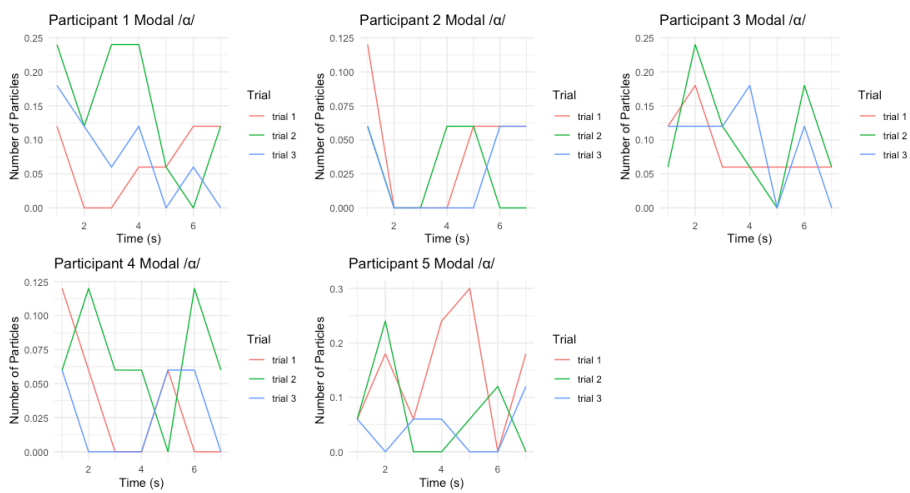 Participant 1 Modal /ɑ/
Number of Particles
0.25
0.20
0.15
0.10
0.05
0.00
2
4
6
Time (s)
Trial
trial 1
trial 2
trial 3
Participant 2 Modal /ɑ/
Number of Particles
0.125
0.100
0.075
0.050
0.025
0.000
2
4
6
Time (s)
Trial
trial 1
trial 2
trial 3
Participant 3 Modal /ɑ/
Number of Particles
0.25
0.20
0.15
0.10
0.05
0.00
2
4
6
Time (s)
Trial
trial 1
trial 2
trial 3
Participant 4 Modal /ɑ/
Number of Particles
0.125
0.100
0.075
0.050
0.025
0.000
2
4
6
Time (s)
Trial
trial 1
trial 2
trial 3
Participant 5 Modal /ɑ/
Number of Particles
0.3
0.2
0.1
0.0
2
4
6
Time (s)
Trial
trial 1
trial 2
trial 3